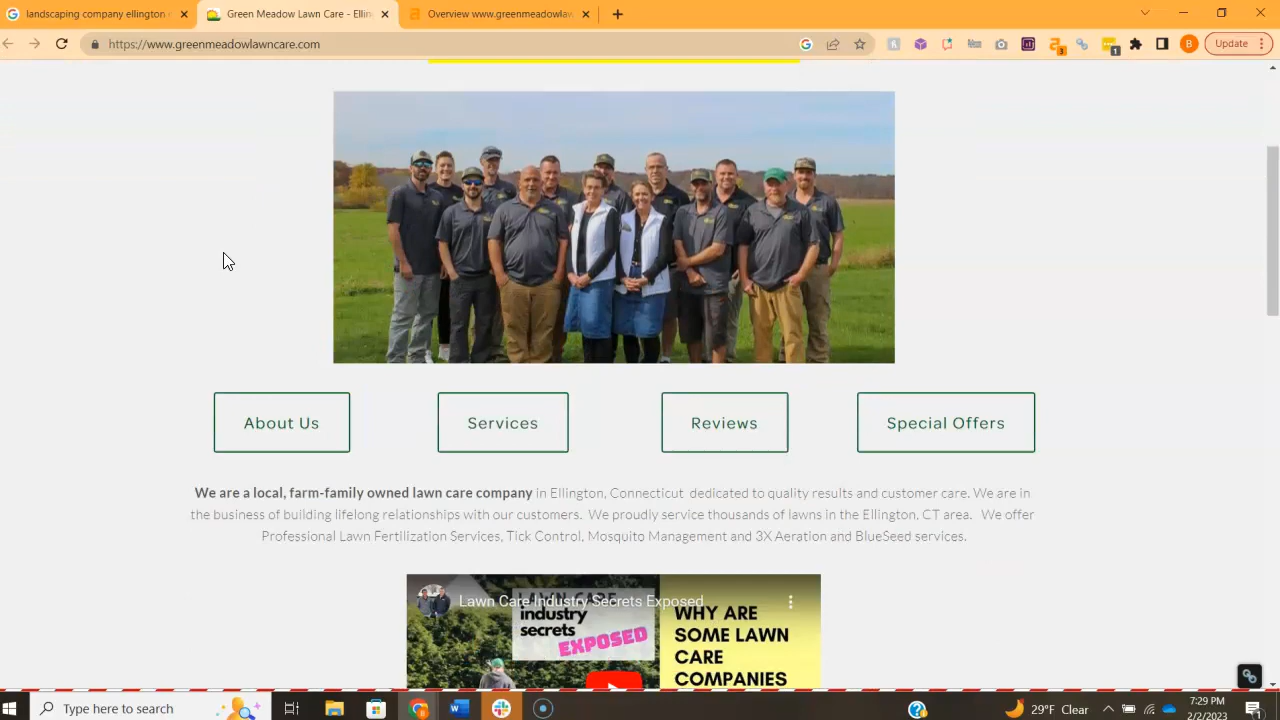 landscaping company ellington
Green Meadow Lawn Care - Ellin
Overview www.greenmeadowlaw
https://www.greenmeadowlawncare.com
3
1
B
Update
About Us
Services
Reviews
Special Offers
We are a local, farm-family owned lawn care company in Ellington, Connecticut dedicated to quality results and customer care. We are in
the business of building lifelong relationships with our customers. We proudly service thousands of lawns in the Ellington, CT area. We offer
Professional Lawn Fertilization Services, Tick Control, Mosquito Management and 3X Aeration and BlueSeed services.
Lawn Care Industry Secrets Exposed
LAWN CARE
industry
secrets
EXPOSED
WHY ARE
SOME LAWN
CARE
COMPANIES
Type here to search
29°F Clear
7:29 PM
2/2/2023